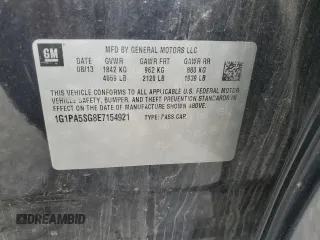 GM
MFD BY GENERAL MOTORS LLC
DATE GVWR GAWR FRT GAWR RR
08/13 1842 KG 962 KG 880 KG
4059 LB 2120 LB 1939 LB
THIS VEHICLE CONFORMS TO ALL APPLICABLE U.S. FEDERAL MOTOR
VEHICLE SAFETY, BUMPER, AND THEFT PREVENTION STANDARDS IN
EFFECT ON THE DATE OF MANUFACTURE SHOWN ABOVE.
1G1PA5SG8E7154921 TYPE: PASS CAR
DREAMBID